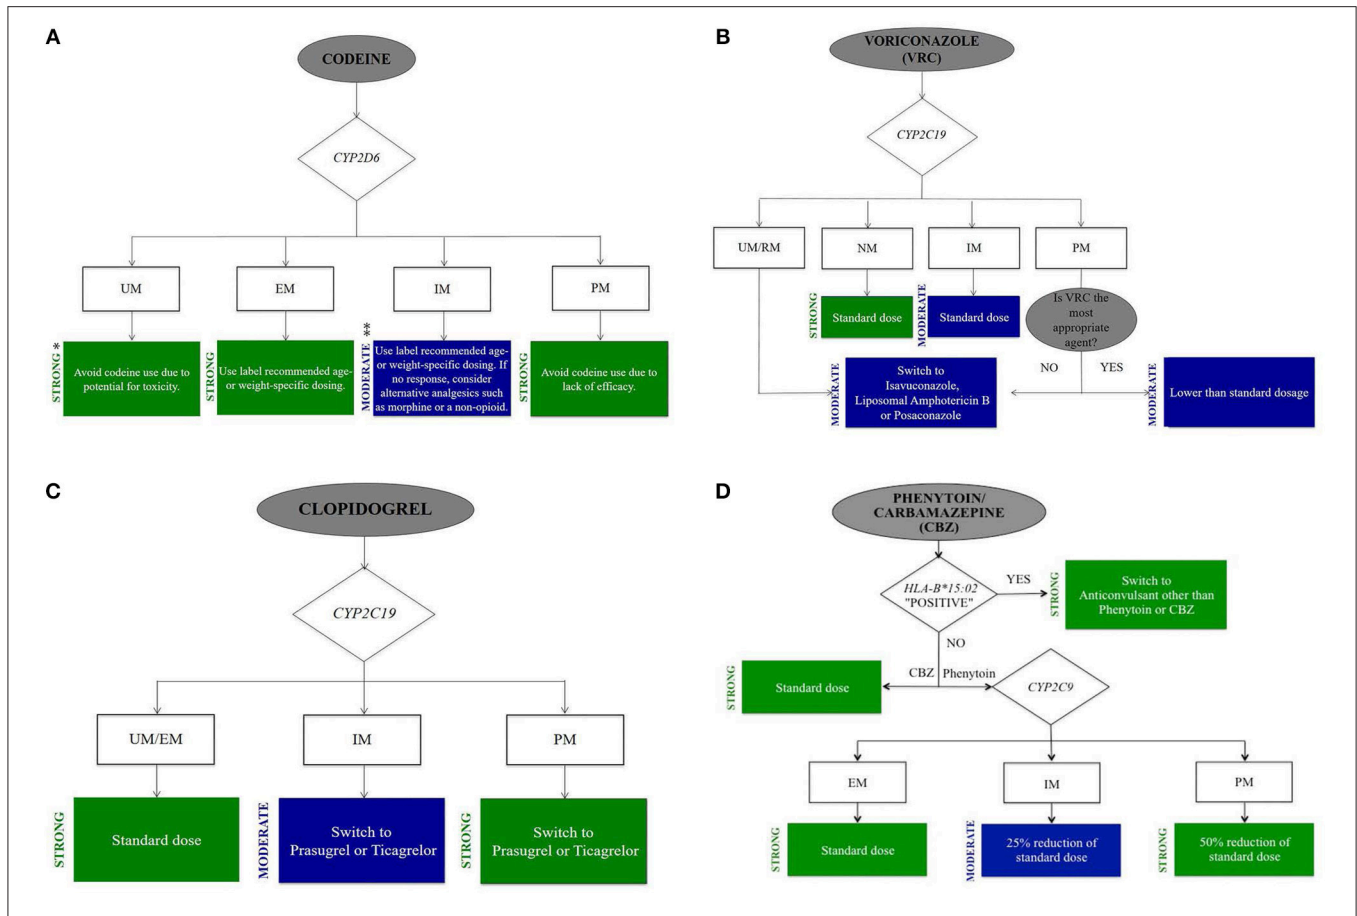 A
CODEINE
CYP2D6
UM
EM
IM
PM
STRONG *
Avoid codeine use due to
potential for toxicity.
STRONG
Use label recommended age-
or weight-specific dosing.
MODERATE **
Use label recommended age-
or weight-specific dosing. If
no response, consider
alternative analgesics such
as morphine or a non-opioid.
STRONG
Avoid codeine use due to
lack of efficacy.
B
VORICONAZOLE
(VRC)
CYP2C19
UM/RM
NM
IM
PM
STRONG
Standard dose
MODERATE
Standard dose
Is VRC the
most
appropriate
agent?
NO
YES
MODERATE
Switch to
Isavuconazole,
Liposomal Amphotericin B
or Posaconazole
MODERATE
Lower than standard dosage
C
CLOPIDOGREL
CYP2C19
UM/EM
IM
PM
STRONG
Standard dose
MODERATE
Switch to
Prasugrel or Ticagrelor
STRONG
Switch to
Prasugrel or Ticagrelor
D
PHENYTOIN/
CARBAMAZEPINE
(CBZ)
HLA-B*15:02
"POSITIVE"
YES
STRONG
Switch to
Anticonvulsant other than
Phenytoin or CBZ
NO
CBZ
Phenytoin
STRONG
Standard dose
CYP2C9
EM
IM
PM
STRONG
Standard dose
MODERATE
25% reduction of
standard dose
STRONG
50% reduction of
standard dose